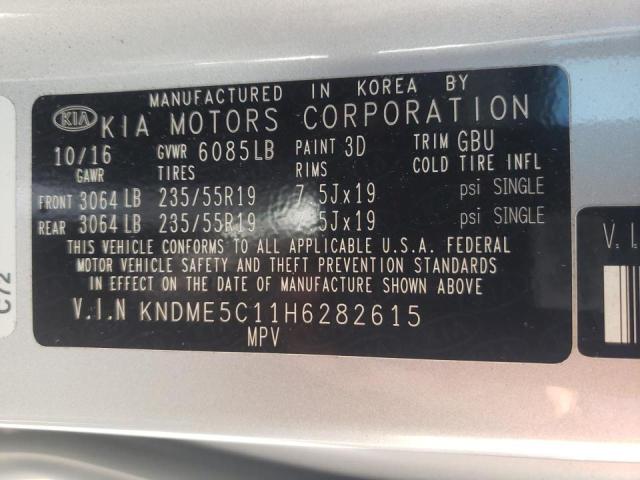 MANUFACTURED IN KOREA BY
KIA KIA MOTORS CORPORATION
10/16 GVWR 6085LB PAINT 3D TRIM GBU
GAWR TIRES RIMS COLD TIRE INFL
FRONT 3064 LB 235/55R19 7.5Jx19 psi SINGLE
REAR 3064 LB 235/55R19 7.5Jx19 psi SINGLE
THIS VEHICLE CONFORMS TO ALL APPLICABLE U.S.A. FEDERAL
MOTOR VEHICLE SAFETY AND THEFT PREVENTION STANDARDS
IN EFFECT ON THE DATE OF MANUFACTURE SHOWN ABOVE.
V.I.N KNDME5C11H6282615
MPV
C72
V.I.